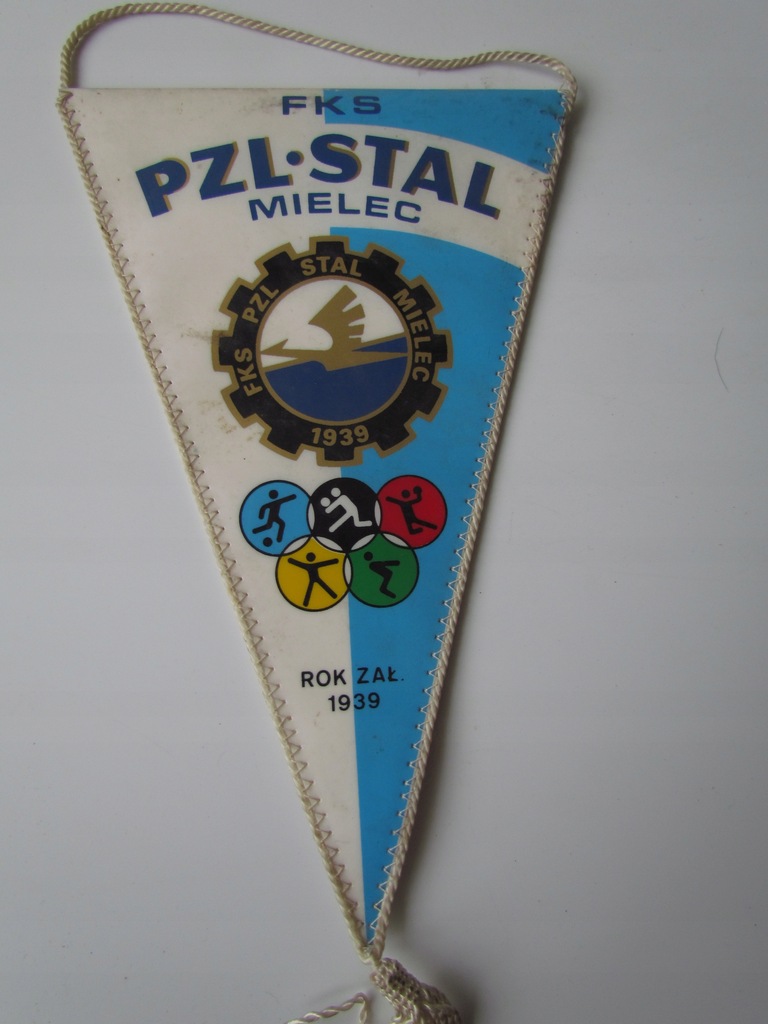 FKS
PZL·STAL
MIELEC
FKS PZL STAL MIELEC
1939
ROK ZAŁ.
1939